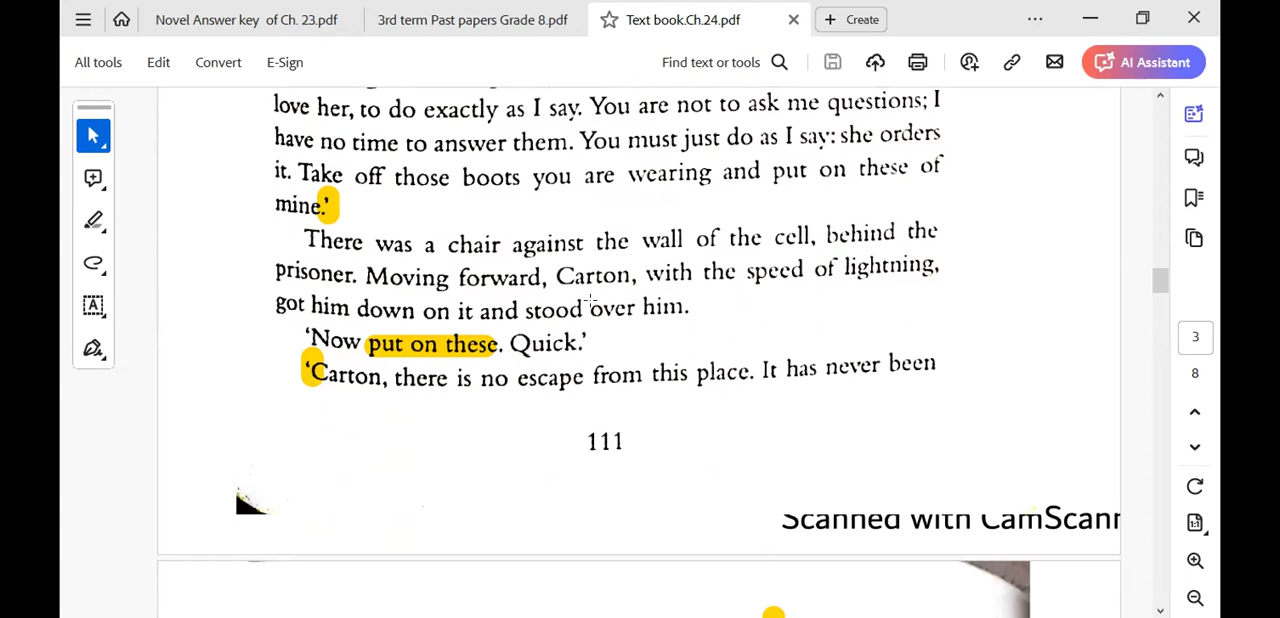 Novel Answer key of Ch. 23.pdf
3rd term Past papers Grade 8.pdf
Text book.Ch.24.pdf
Create
All tools
Edit
Convert
E-Sign
Find text or tools
AI Assistant
love her, to do exactly as I say. You are not to ask me questions; I
have no time to answer them. You must just do as I say: she orders
it. Take off those boots you are wearing and put on these of
mine.'
There was a chair against the wall of the cell, behind the
prisoner. Moving forward, Carton, with the speed of lightning,
got him down on it and stood over him.
'Now put on these. Quick.'
'Carton, there is no escape from this place. It has never been
111
Scanned with CamScann
3
8